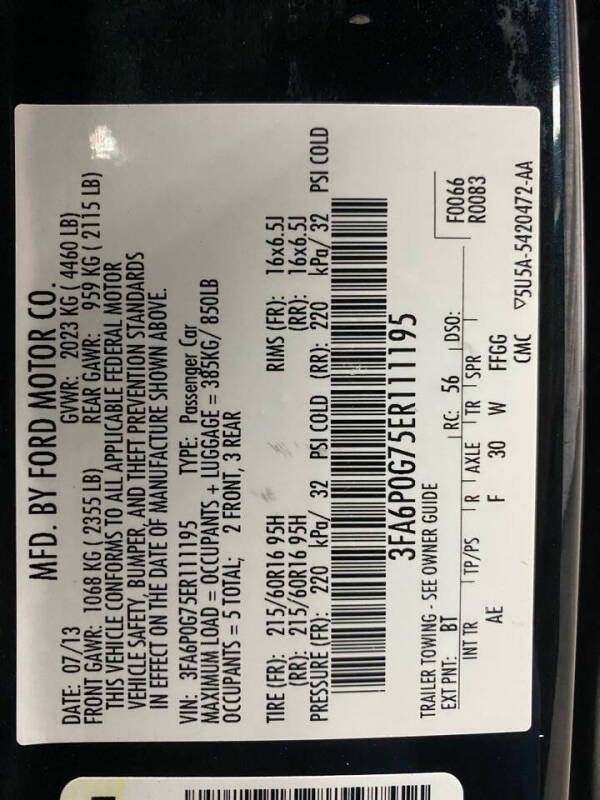 MFD. BY FORD MOTOR CO.
DATE: 07/13 GVWR: 2023 KG ( 4460 LB)
FRONT GAWR: 1068 KG (2355 LB) REAR GAWR: 959 KG ( 2115 LB)
THIS VEHICLE CONFORMS TO ALL APPLICABLE FEDERAL MOTOR
VEHICLE SAFETY, BUMPER, AND THEFT PREVENTION STANDARDS
IN EFFECT ON THE DATE OF MANUFACTURE SHOWN ABOVE.
VIN: 3FA6P0G75ER111195 TYPE: Passenger Car
MAXIMUM LOAD = OCCUPANTS + LUGGAGE = 385KG/ 850LB
OCCUPANTS = 5 TOTAL; 2 FRONT, 3 REAR
TIRE (FR): 215/60R16 95H RIMS (FR): 16x6.5J
(RR): 215/60R16 95H (RR): 16x6.5J
PRESSURE (FR): 220 kPa/ 32 PSI COLD (RR): 220 kPa/ 32 PSI COLD
3FA6P0G75ER111195
TRAILER TOWING - SEE OWNER GUIDE F0066
R0083
EXT PNT: BT RC: 56 DSO:
INT TR TP/PS R AXLE TR SPR
AE F 30 W FFGG
CMC ▽5U5A-5420472-AA